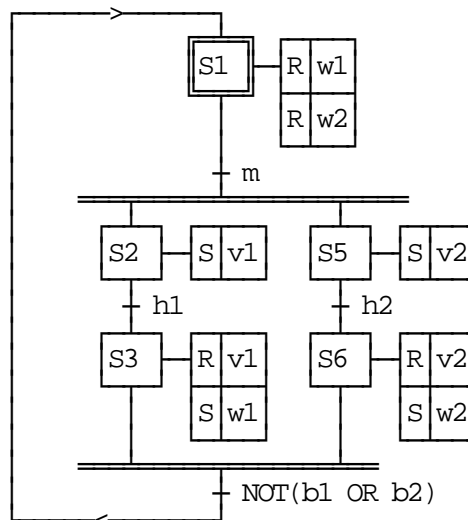 S1 R w1
R w2
m
S2 S v1 S5 S v2
h1 h2
S3 R v1 S6 R v2
S w1 S w2
NOT(b1 OR b2)